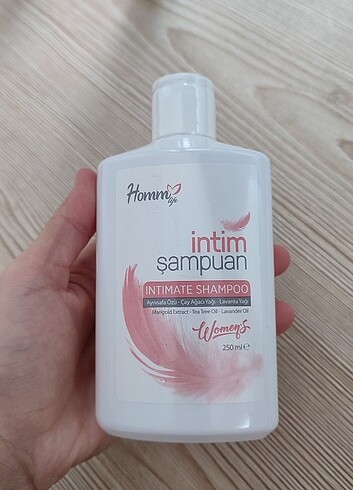 Homm
life
intim
şampuan
INTIMATE SHAMPOO
Aynısafa Özü - Çay Ağacı Yağı - Lavanta Yağı
Marigold Extract - Tea Tree Oil - Lavander Oil
Women's
250 ml ℮